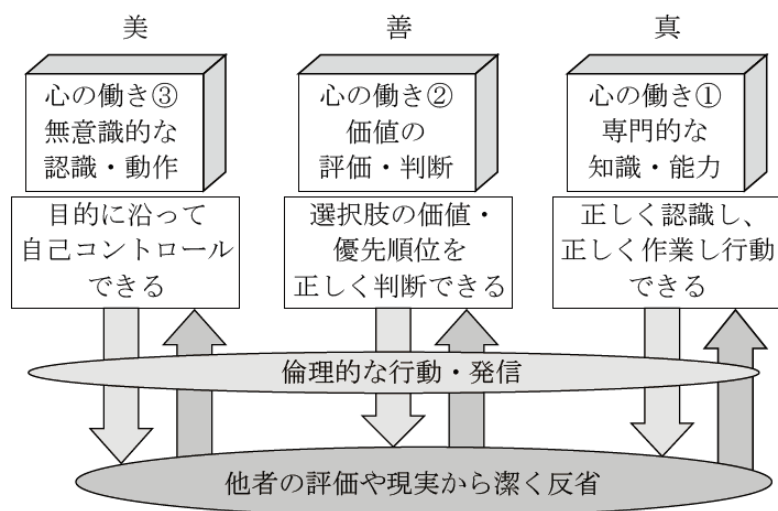 美
善
真
心の働き③
無意識的な
認識・動作
心の働き②
価値の
評価・判断
心の働き①
専門的な
知識・能力
目的に沿って
自己コントロール
できる
選択肢の価値・
優先順位を
正しく判断できる
正しく認識し、
正しく作業し行動
できる
倫理的な行動・発信
他者の評価や現実から潔く反省